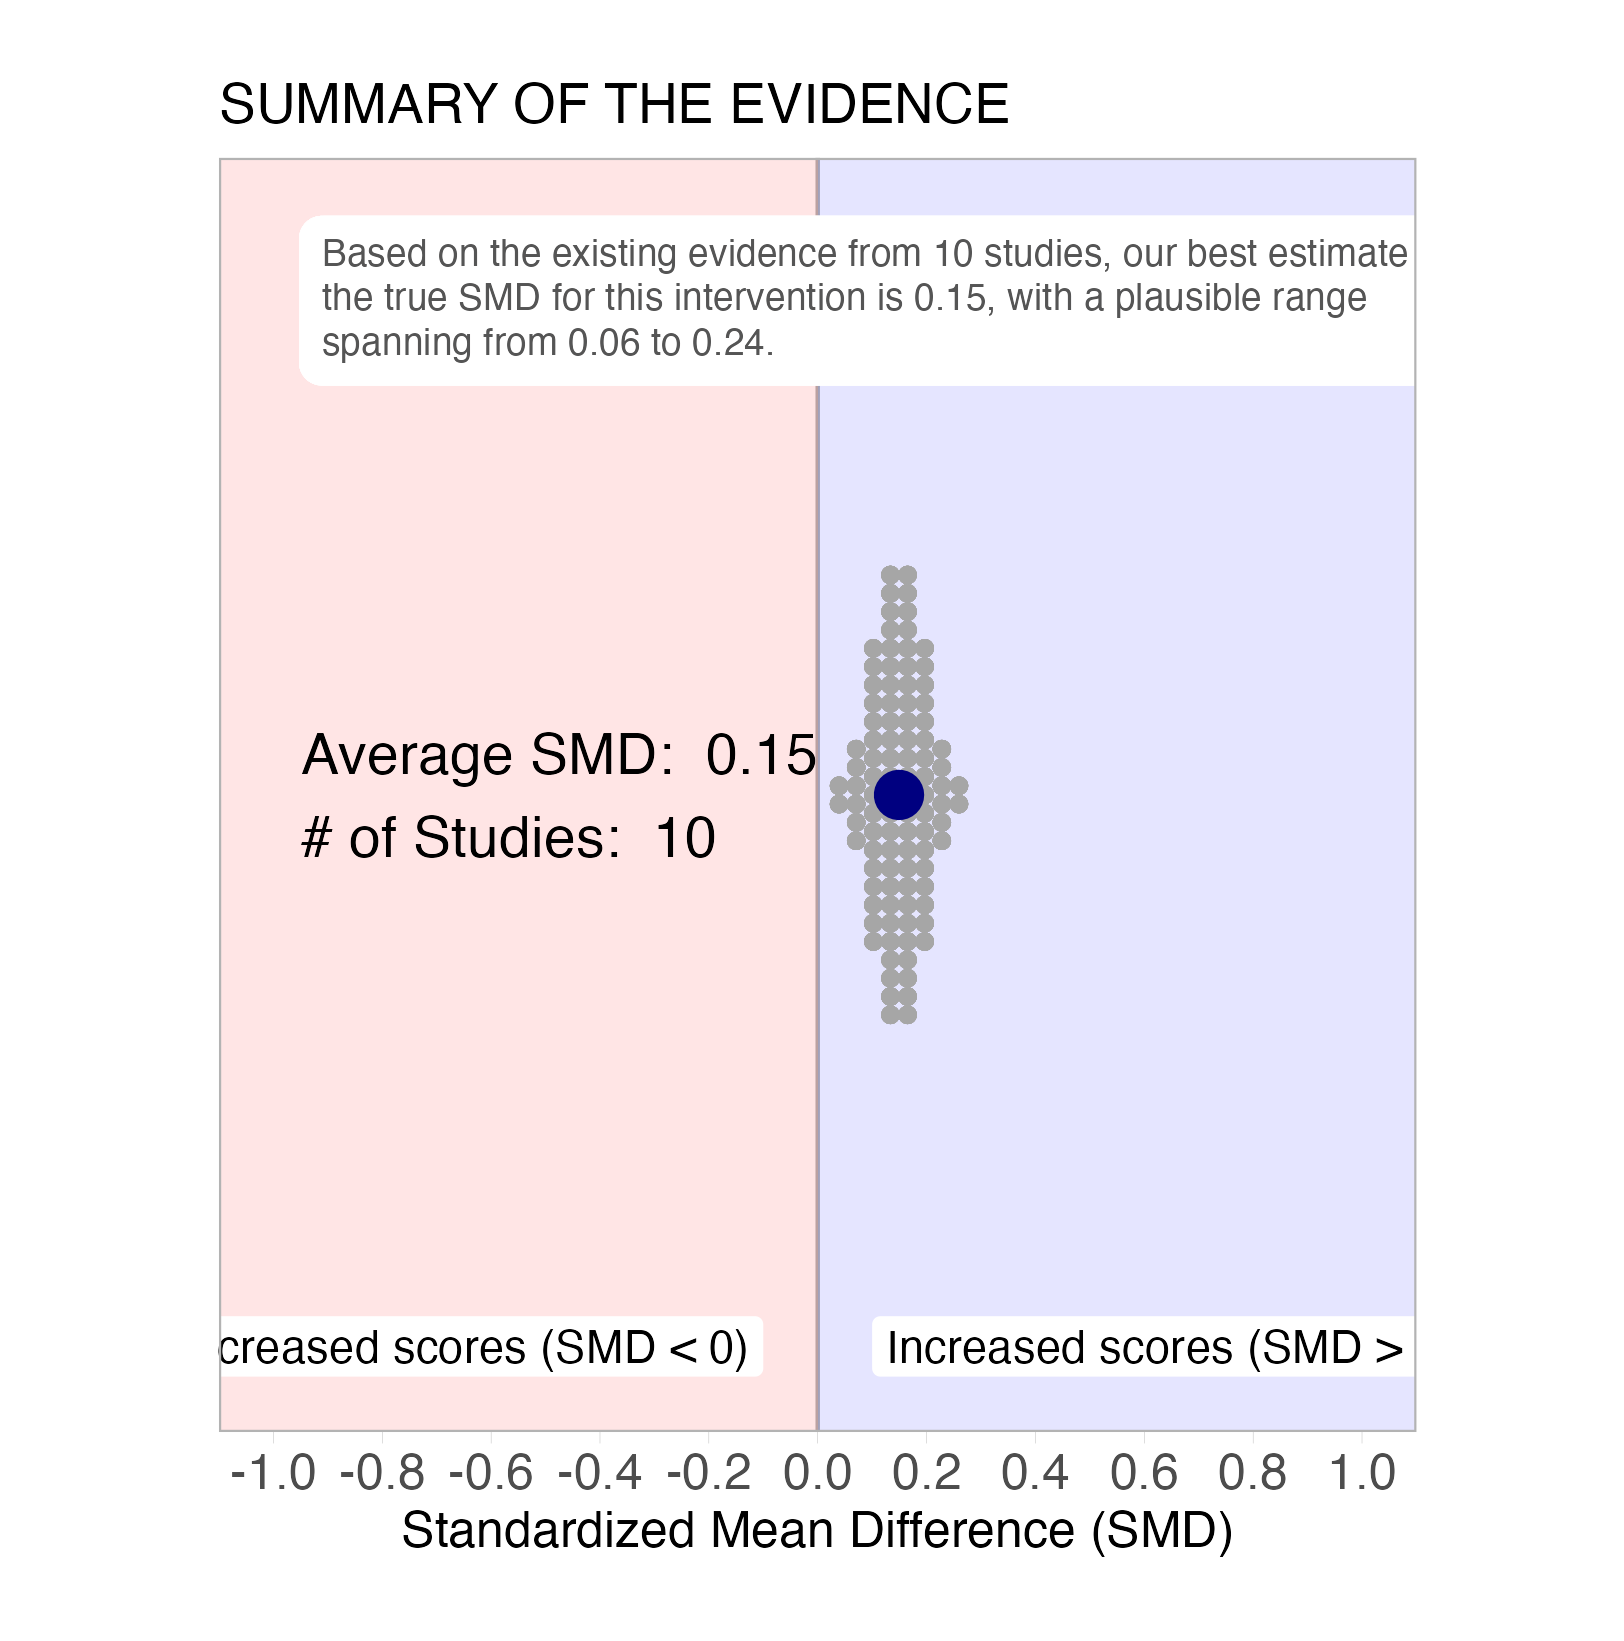 SUMMARY OF THE EVIDENCE
Based on the existing evidence from 10 studies, our best estimate
the true SMD for this intervention is 0.15, with a plausible range
spanning from 0.06 to 0.24.
Average SMD: 0.15
# of Studies: 10
creased scores (SMD < 0)
Increased scores (SMD >
-1.0 -0.8 -0.6 -0.4 -0.2 0.0 0.2 0.4 0.6 0.8 1.0
Standardized Mean Difference (SMD)